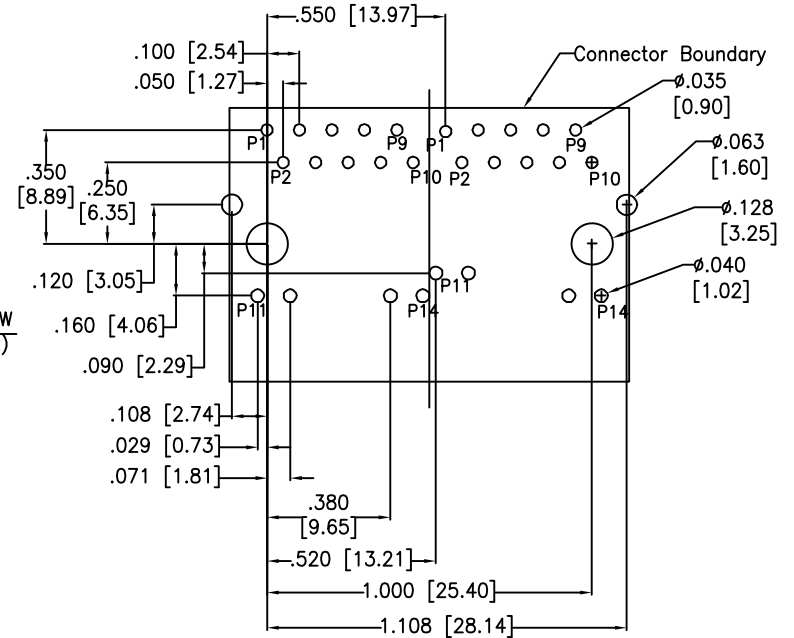 .550 [13.97]
.100 [2.54]
Connector Boundary
.050 [1.27]
ø.035
[0.90]
P1 P9 P1 P9
ø.063
[1.60]
.350
[8.89]
.250
[6.35]
P2 P10 P2 P10
ø.128
[3.25]
.120 [3.05]
P11
ø.040
[1.02]
P11 P14 P14
W
)
.160 [4.06]
.090 [2.29]
.108 [2.74]
.029 [0.73]
.071 [1.81]
.380
[9.65]
.520 [13.21]
1.000 [25.40]
1.108 [28.14]